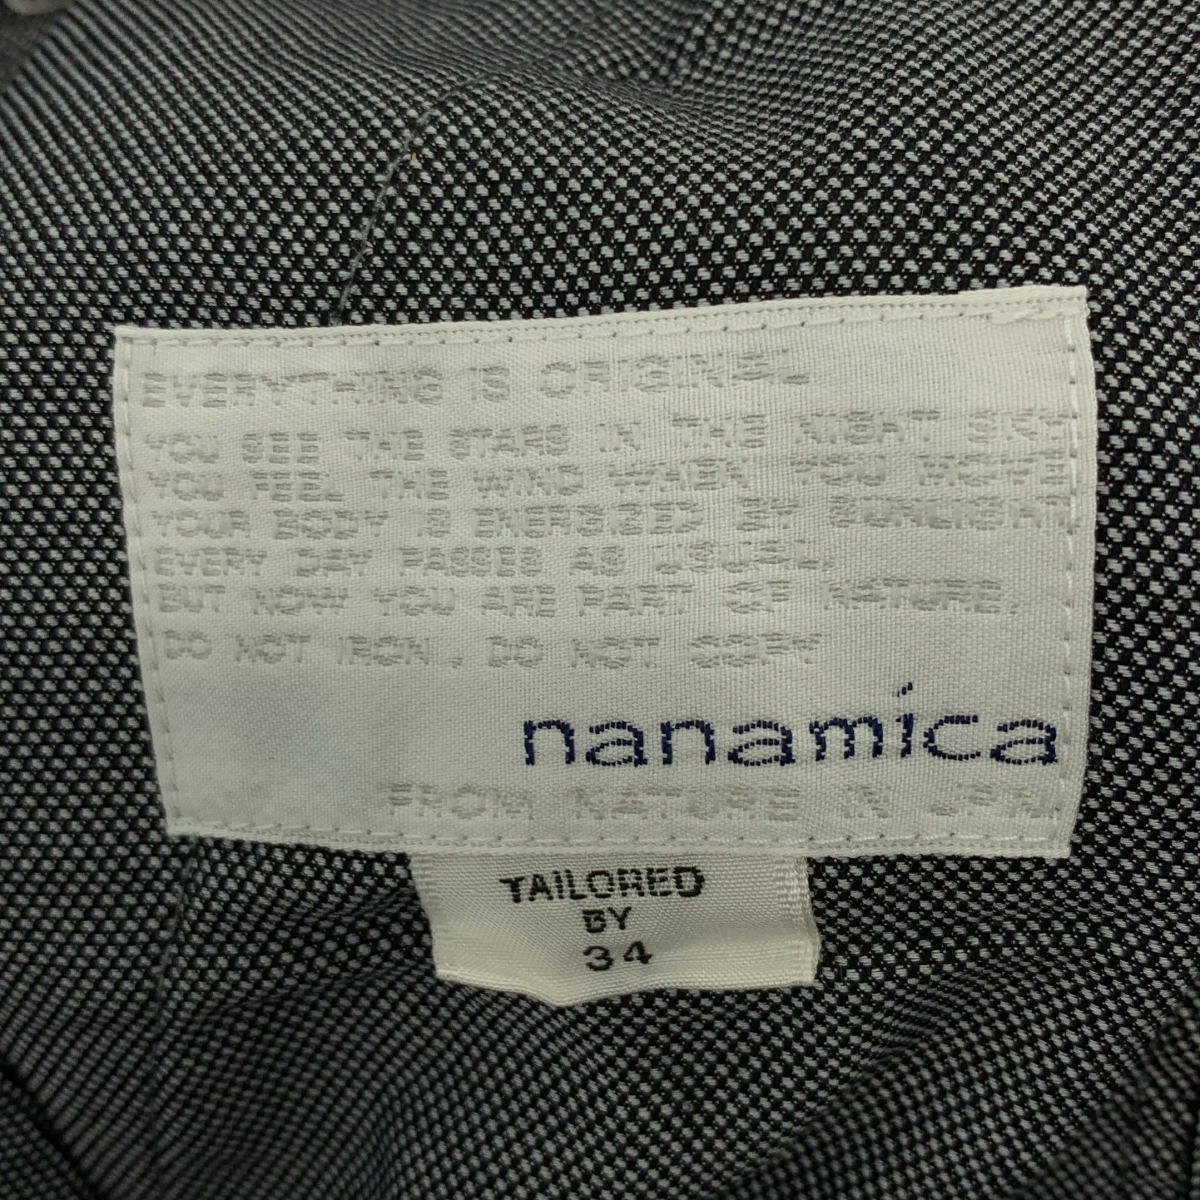 EVERYTHING IS ORIGINAL
YOU SEE THE STARS IN THE NIGHT SKY
YOU FEEL THE WIND WHEN YOU MOVE
YOUR BODY IS ENERGIZED BY SUNLIGHT
EVERY DAY PASSES AS USUAL,
BUT NOW YOU ARE PART OF NATURE.
DO NOT IRON. DO NOT COPY
nanamica
FROM NATURE IN JPN
TAILORED
BY
34